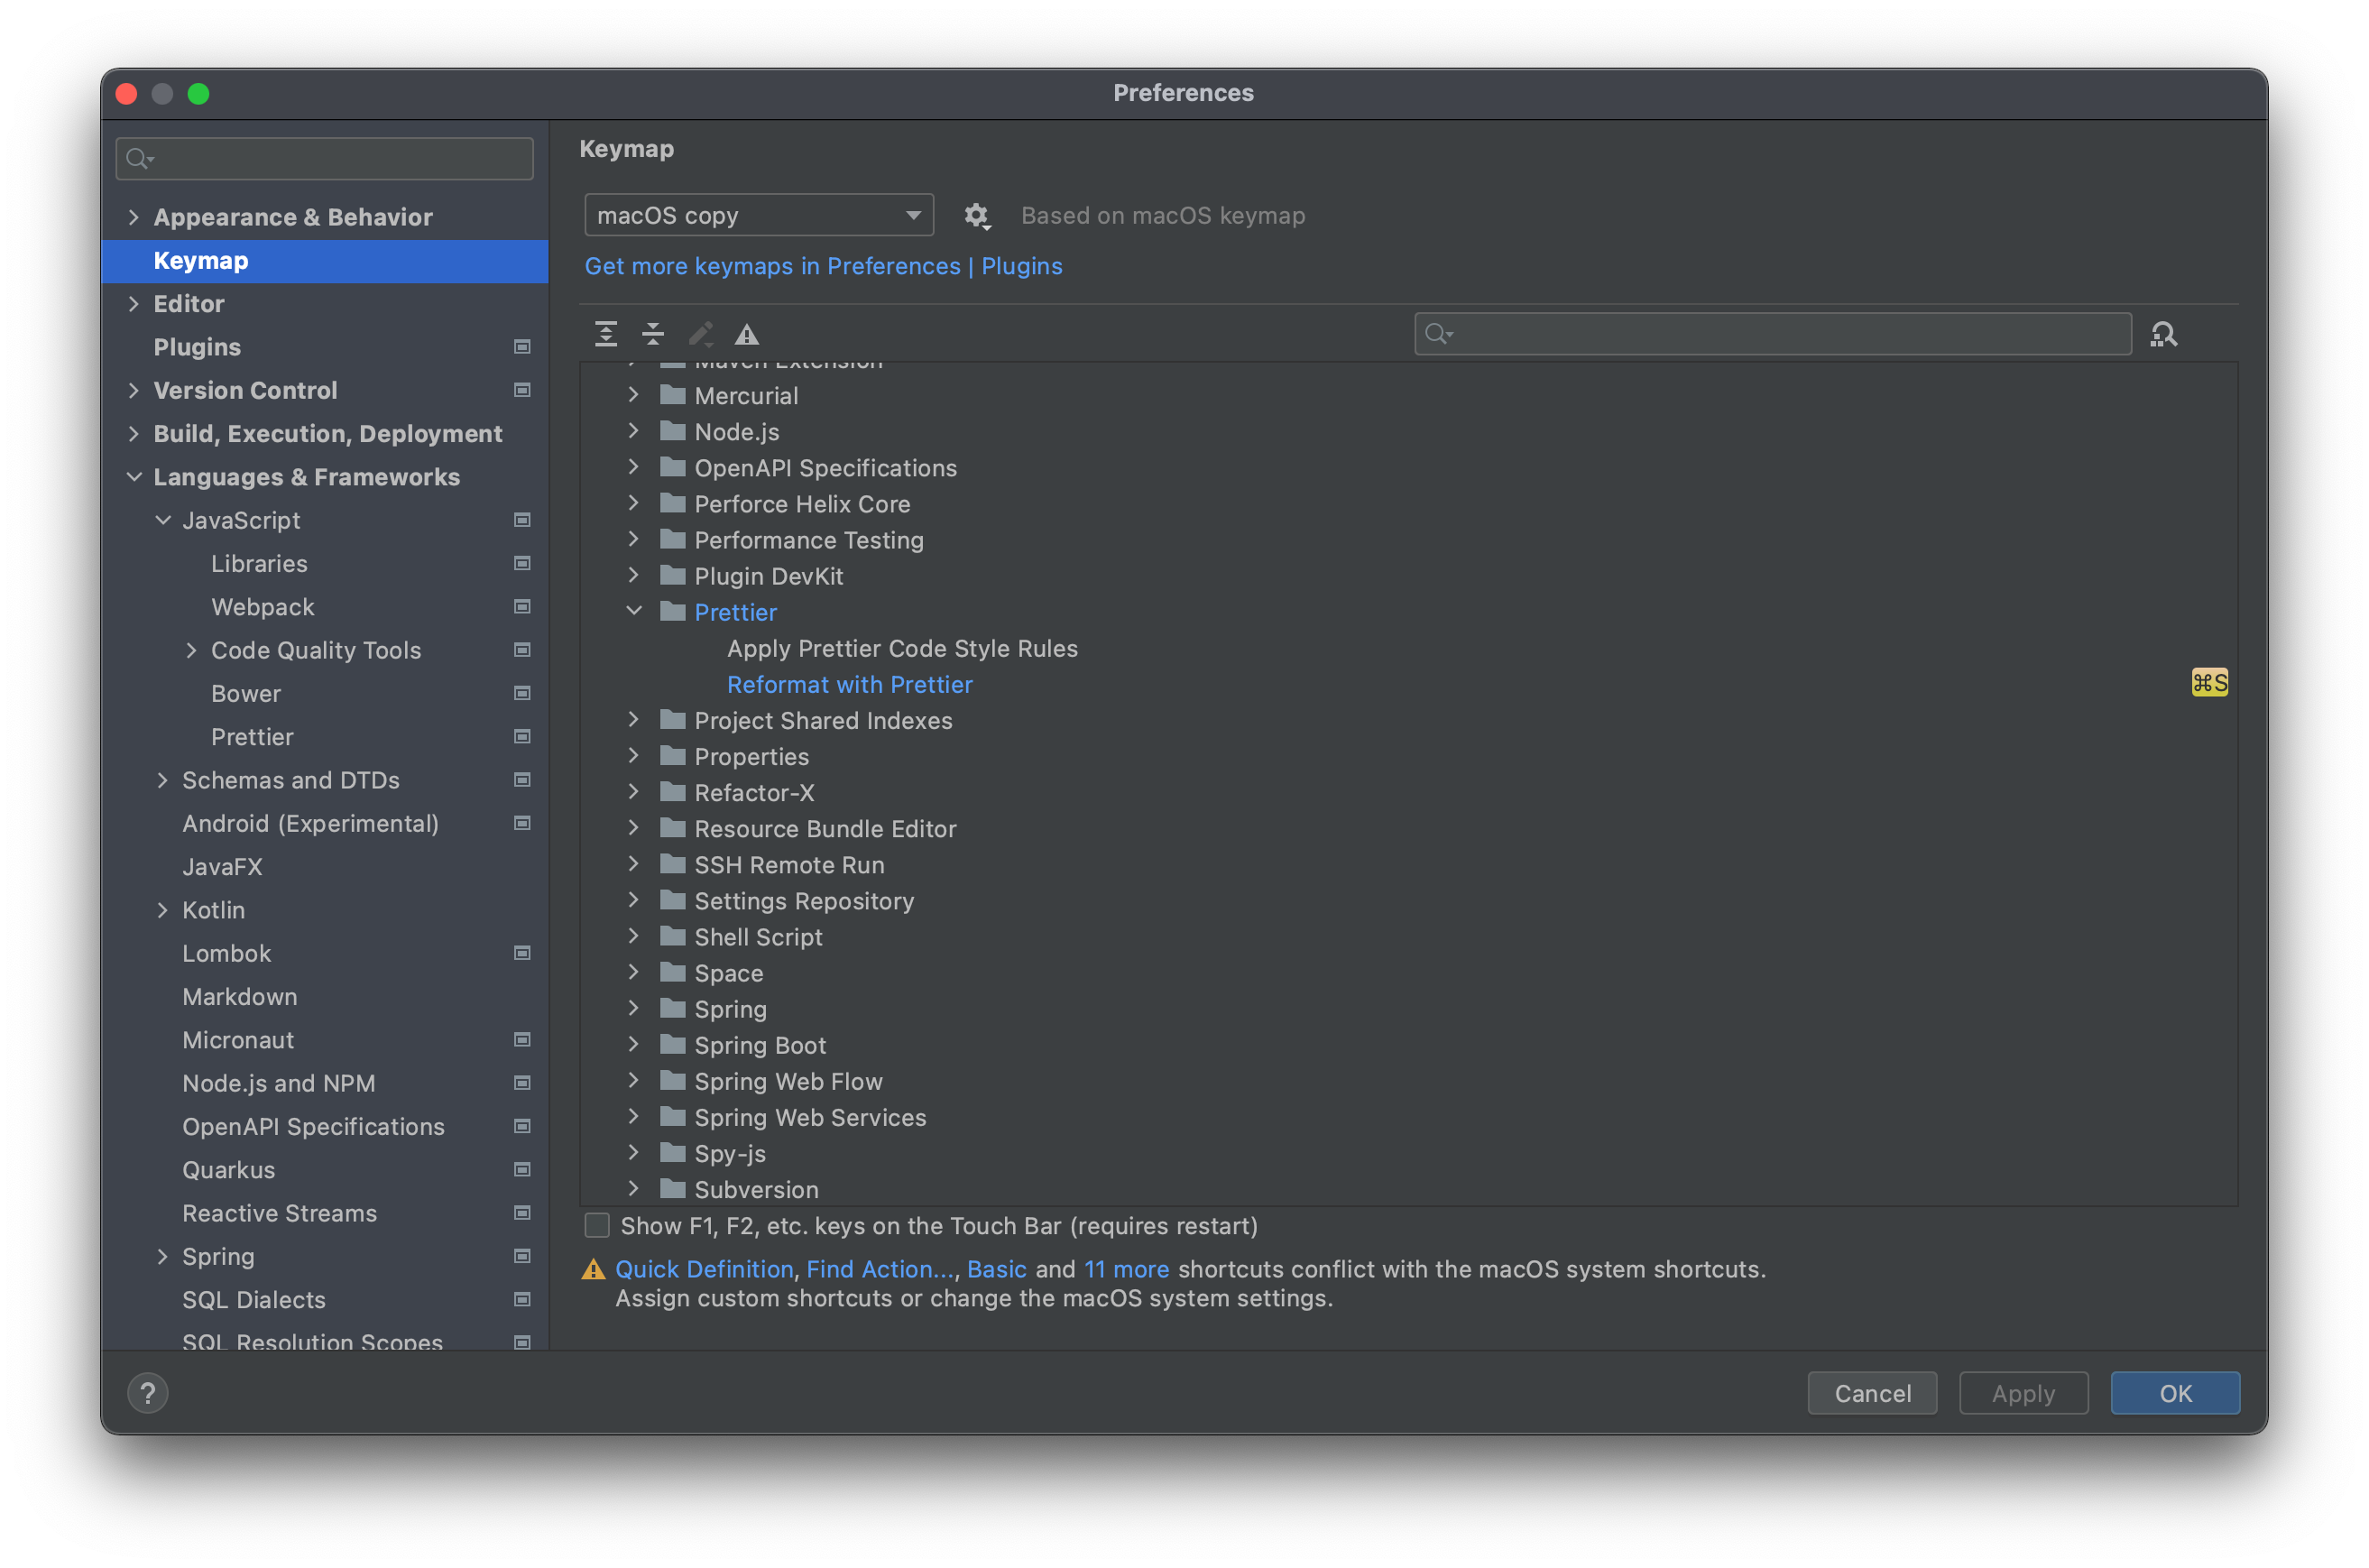 Preferences
Appearance & Behavior
Keymap
Editor
Plugins
Version Control
Build, Execution, Deployment
Languages & Frameworks
JavaScript
Libraries
Webpack
Code Quality Tools
Bower
Prettier
Schemas and DTDs
Android (Experimental)
JavaFX
Kotlin
Lombok
Markdown
Micronaut
Node.js and NPM
OpenAPI Specifications
Quarkus
Reactive Streams
Spring
SQL Dialects
SQL Resolution Scopes
Keymap
macOS copy
Based on macOS keymap
Get more keymaps in Preferences | Plugins
Maven Extension
Mercurial
Node.js
OpenAPI Specifications
Perforce Helix Core
Performance Testing
Plugin DevKit
Prettier
Apply Prettier Code Style Rules
Reformat with Prettier ⌘S
Project Shared Indexes
Properties
Refactor-X
Resource Bundle Editor
SSH Remote Run
Settings Repository
Shell Script
Space
Spring
Spring Boot
Spring Web Flow
Spring Web Services
Spy-js
Subversion
Show F1, F2, etc. keys on the Touch Bar (requires restart)
Quick Definition, Find Action..., Basic and 11 more shortcuts conflict with the macOS system shortcuts.
Assign custom shortcuts or change the macOS system settings.
?
Cancel
Apply
OK